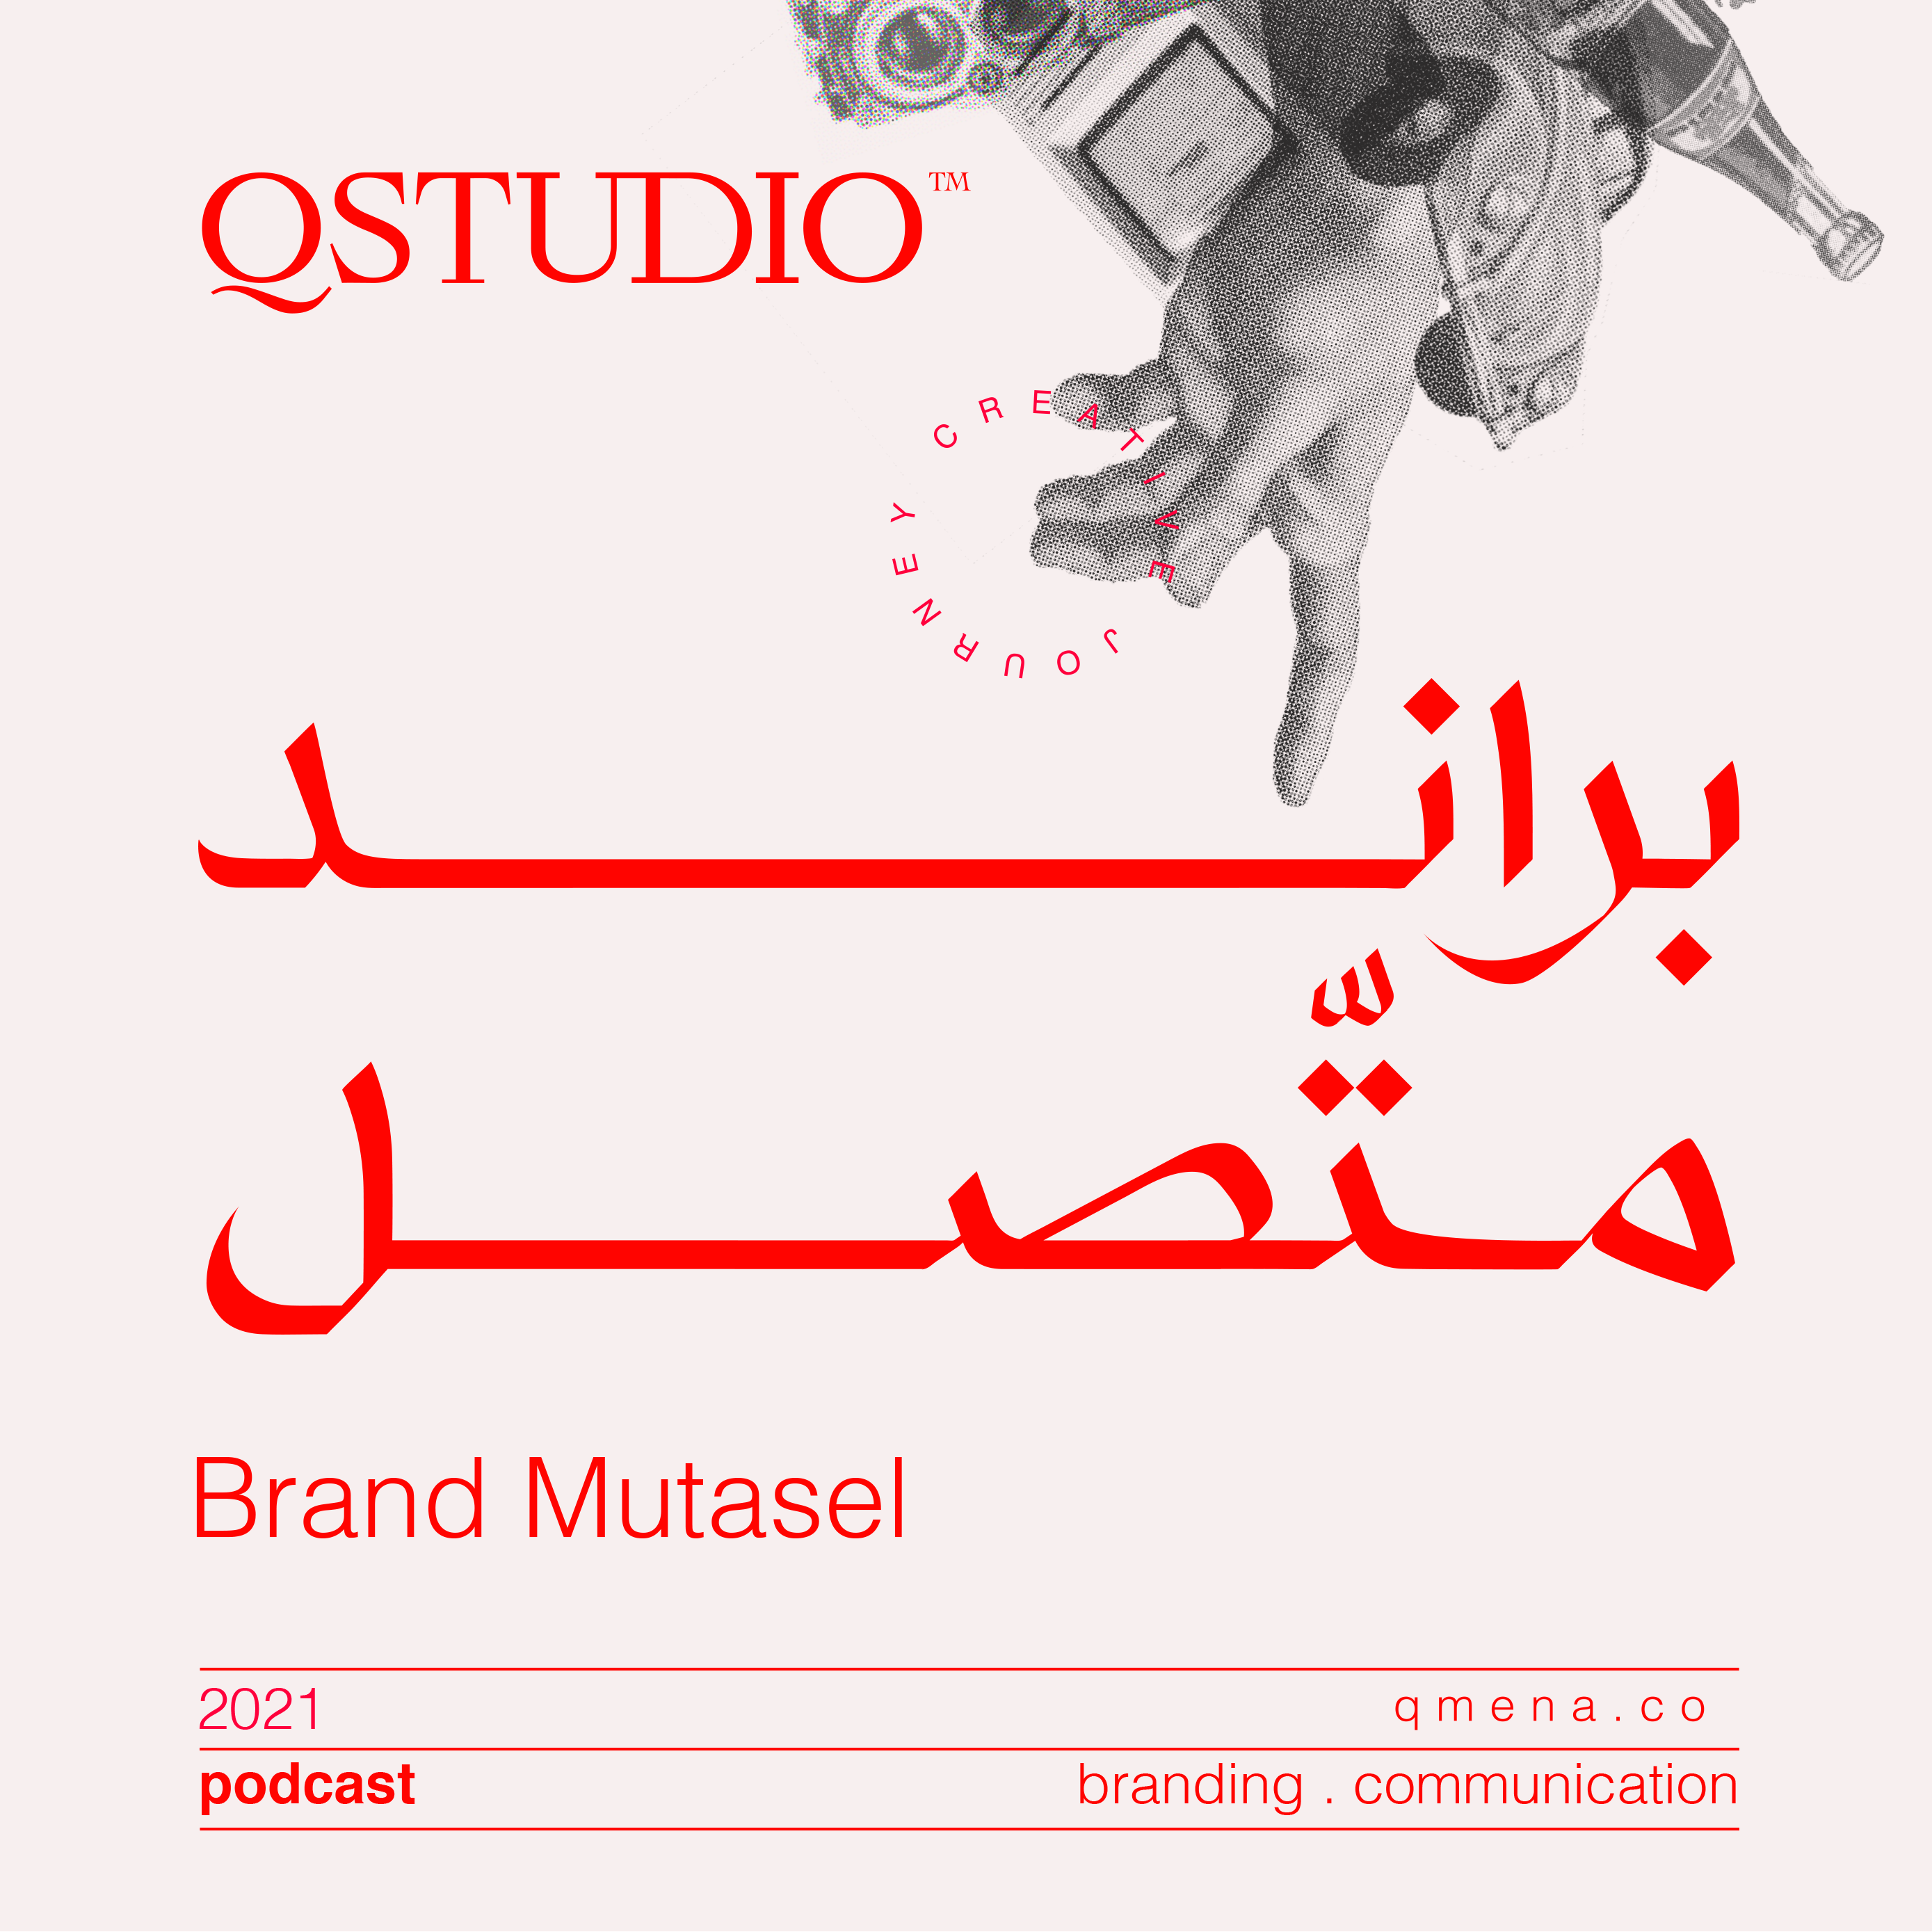 QSTUDIO™
CREATIVE JOURNEY
براند
متّصل
Brand Mutasel
2021
qmena.co
podcast
branding . communication